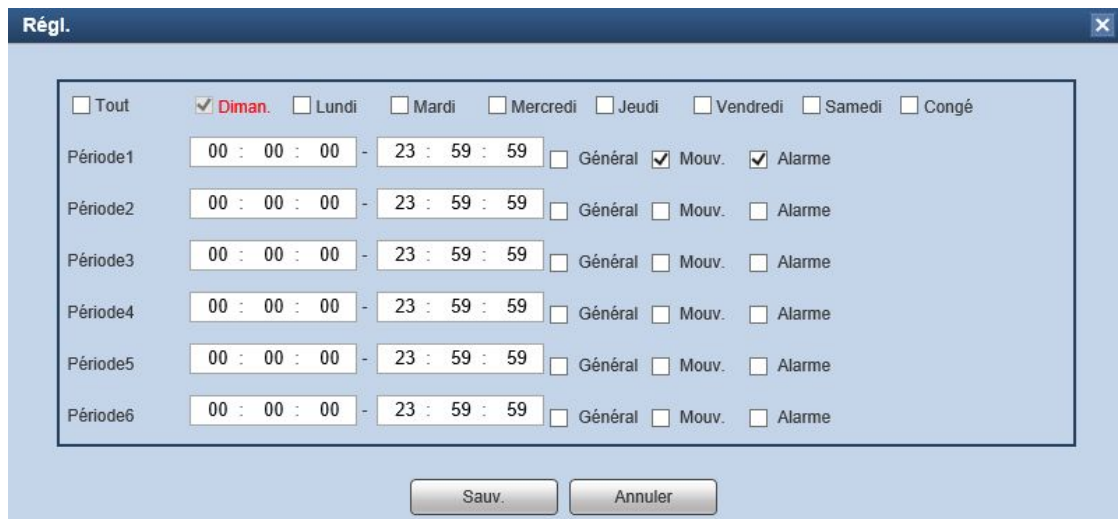 Régl.
Tout Diman. Lundi Mardi Mercredi Jeudi Vendredi Samedi Congé
Période1 00 : 00 : 00 - 23 : 59 : 59 Général Mouv. Alarme
Période2 00 : 00 : 00 - 23 : 59 : 59 Général Mouv. Alarme
Période3 00 : 00 : 00 - 23 : 59 : 59 Général Mouv. Alarme
Période4 00 : 00 : 00 - 23 : 59 : 59 Général Mouv. Alarme
Période5 00 : 00 : 00 - 23 : 59 : 59 Général Mouv. Alarme
Période6 00 : 00 : 00 - 23 : 59 : 59 Général Mouv. Alarme
Sauv. Annuler